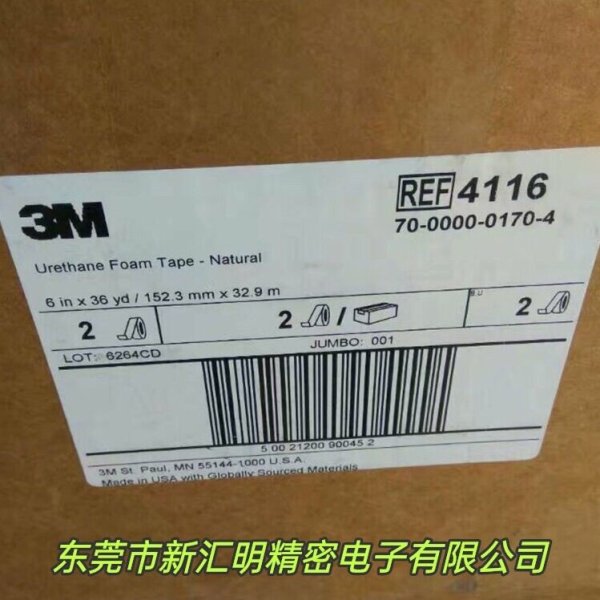 3M
REF 4116
70-0000-0170-4
Urethane Foam Tape - Natural
6 in x 36 yd / 152.3 mm x 32.9 m
2
2 /
B.U
2
LOT: 6264CD
JUMBO: 001
5 00 21200 90045 2
3M St. Paul, MN 55144-1000 U.S.A.
Made in USA with Globally Sourced Materials
东莞市新汇明精密电子有限公司